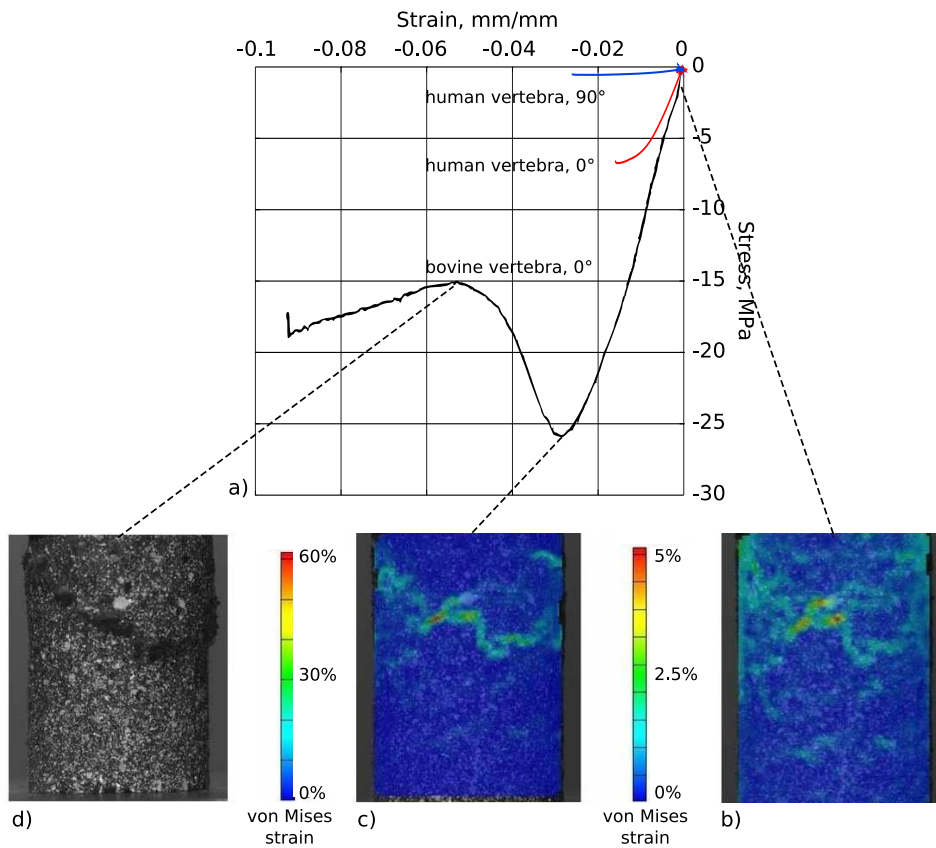 Strain, mm/mm
-0.1 -0.08 -0.06 -0.04 -0.02 0
0
human vertebra, 90°
-5
human vertebra, 0°
-10
Stress, MPa
bovine vertebra, 0°
-15
-20
-25
a)
-30
60%
30%
0%
5%
2.5%
0%
d)
von Mises
strain
c)
von Mises
strain
b)